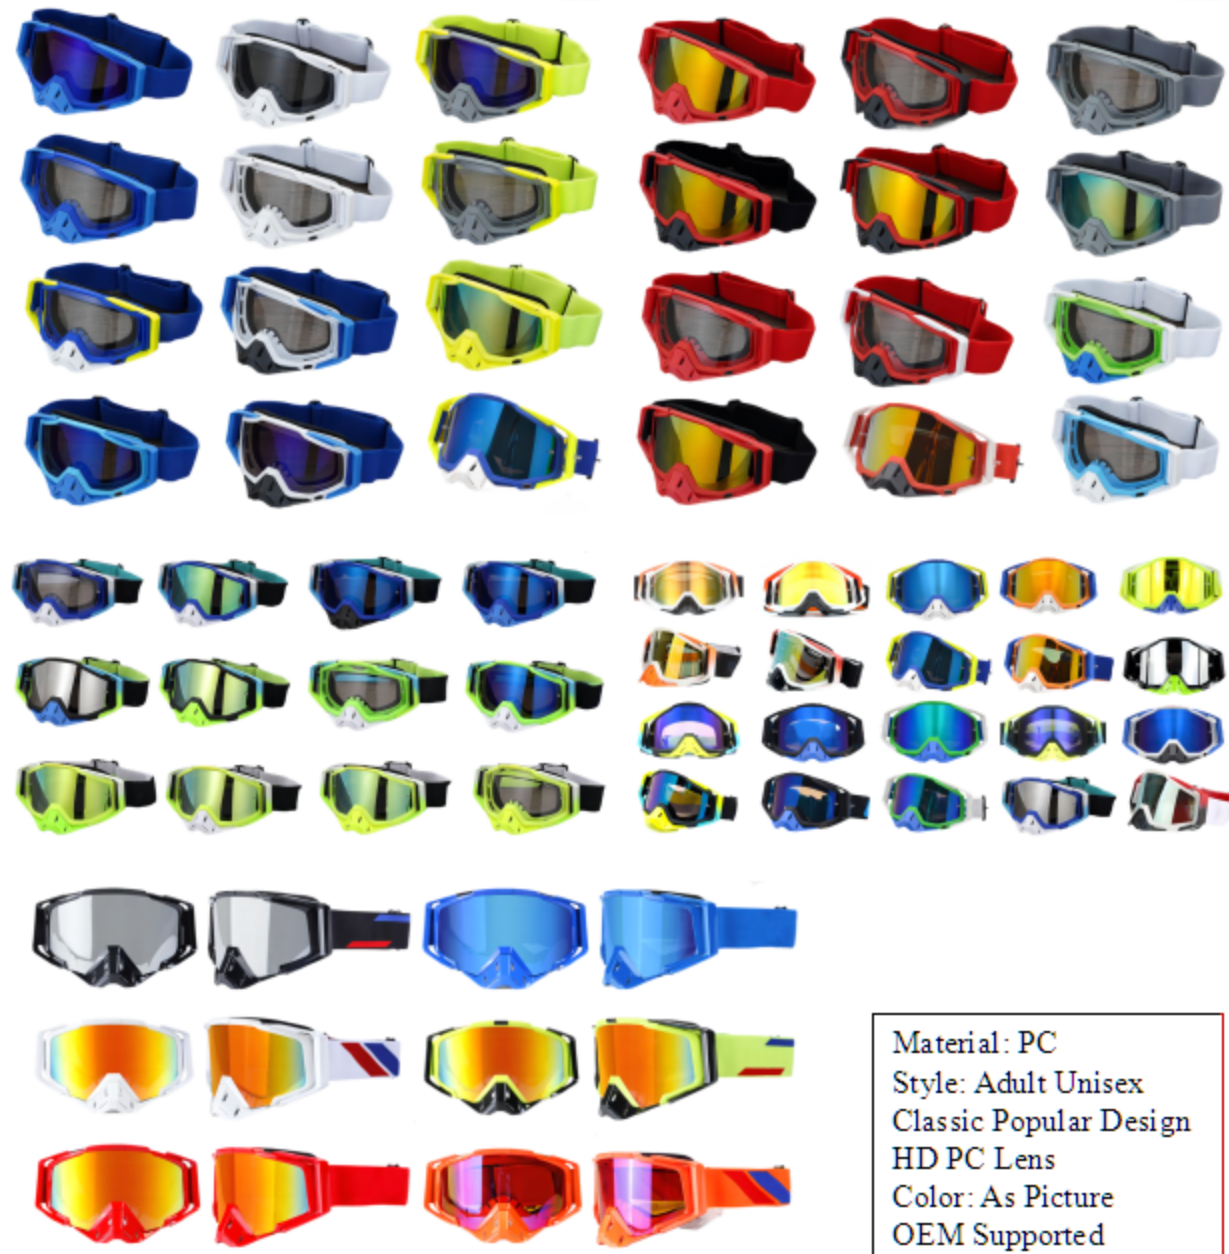 Material: PC
Style: Adult Unisex
Classic Popular Design
HD PC Lens
Color: As Picture
OEM Supported